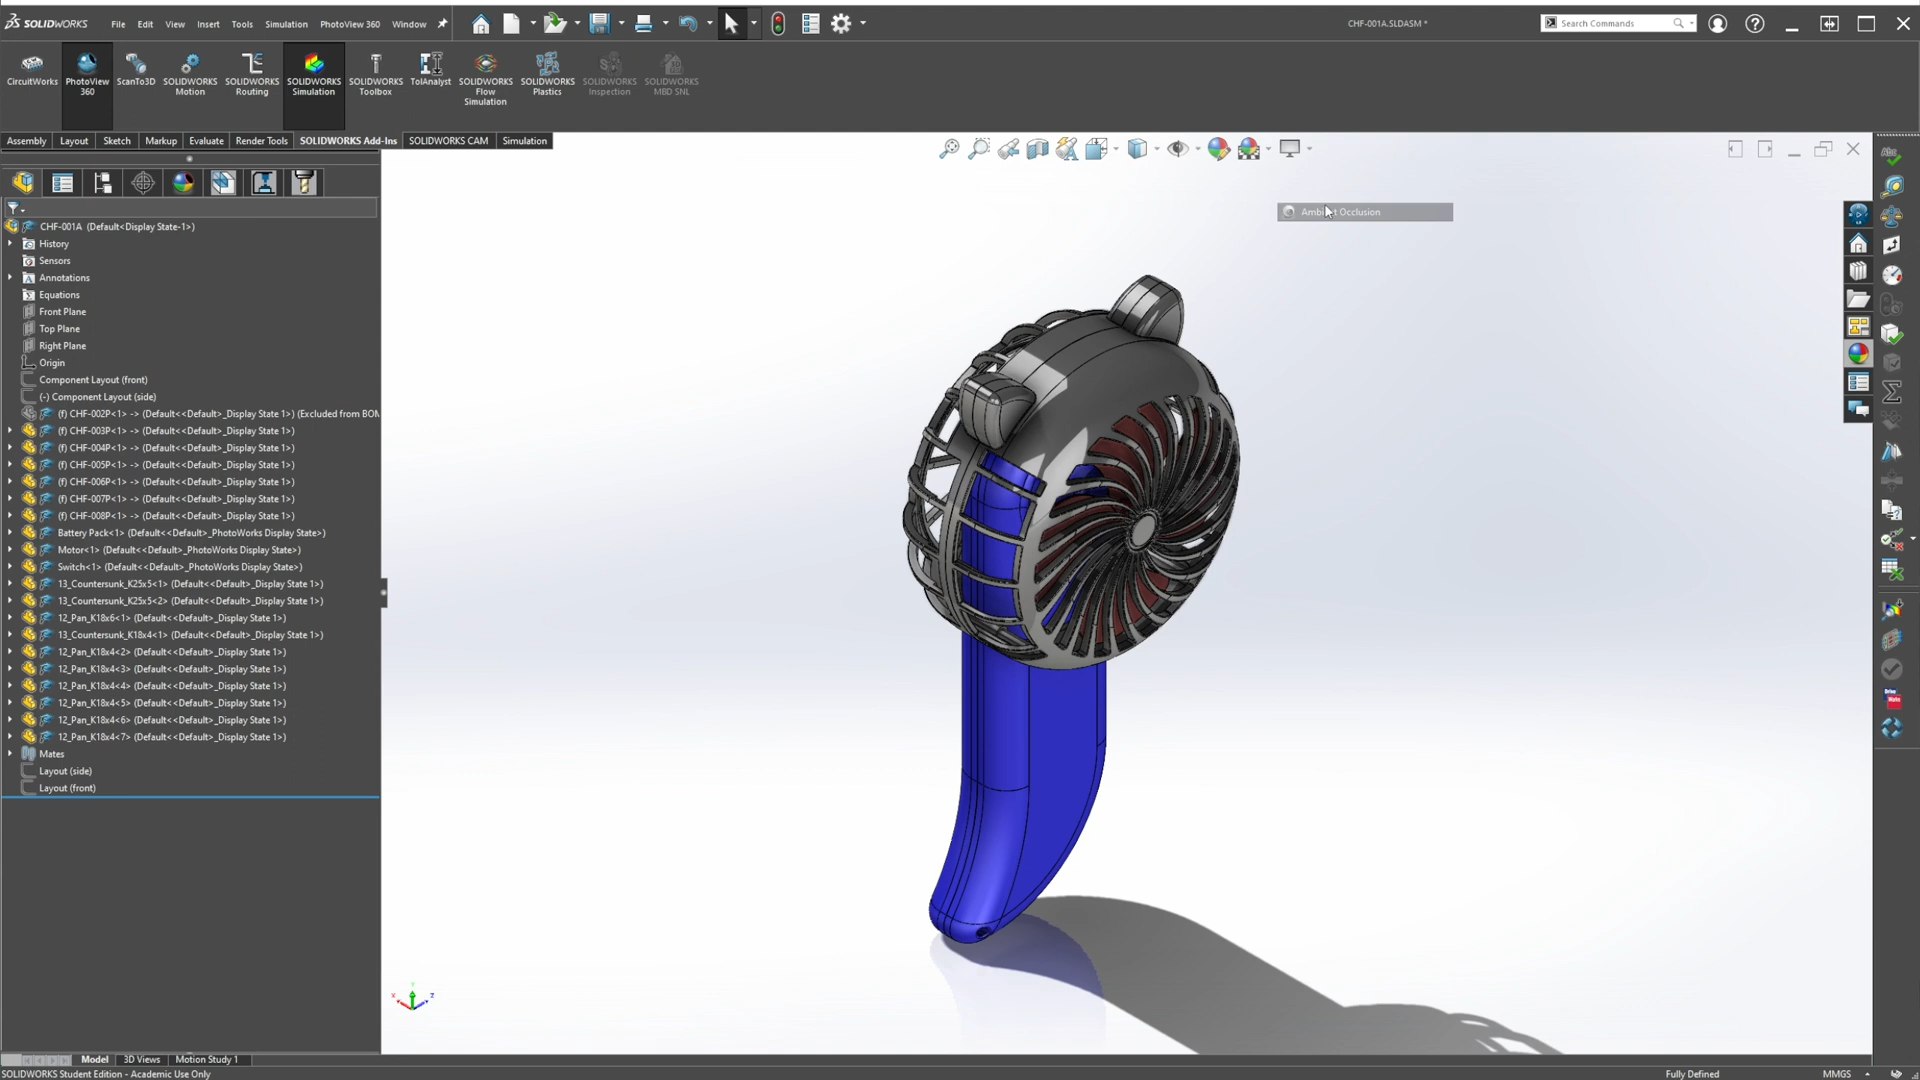 SOLIDWORKS File Edit View Insert Tools Simulation PhotoView 360 Window
CHF-001A.SLDASM *
Search Commands
CircuitWorks
PhotoView 360
ScanTo3D
SOLIDWORKS Motion
SOLIDWORKS Routing
SOLIDWORKS Simulation
SOLIDWORKS Toolbox
TolAnalyst
SOLIDWORKS Flow Simulation
SOLIDWORKS Plastics
SOLIDWORKS Inspection
SOLIDWORKS MBD SNL
Assembly Layout Sketch Markup Evaluate Render Tools SOLIDWORKS Add-Ins SOLIDWORKS CAM Simulation
CHF-001A (Default<Display State-1>)
History
Sensors
Annotations
Equations
Front Plane
Top Plane
Right Plane
Origin
Component Layout (front)
(-) Component Layout (side)
(f) CHF-002P<1> -> (Default<<Default>_Display State 1>) (Excluded from BOM
(f) CHF-003P<1> -> (Default<<Default>_Display State 1>)
(f) CHF-004P<1> -> (Default<<Default>_Display State 1>)
(f) CHF-005P<1> -> (Default<<Default>_Display State 1>)
(f) CHF-006P<1> -> (Default<<Default>_Display State 1>)
(f) CHF-007P<1> -> (Default<<Default>_Display State 1>)
(f) CHF-008P<1> -> (Default<<Default>_Display State 1>)
Battery Pack<1> (Default<<Default>_PhotoWorks Display State>)
Motor<1> (Default<<Default>_PhotoWorks Display State>)
Switch<1> (Default<<Default>_PhotoWorks Display State>)
13_Countersunk_K25x5<1> (Default<<Default>_Display State 1>)
13_Countersunk_K25x5<2> (Default<<Default>_Display State 1>)
12_Pan_K18x6<1> (Default<<Default>_Display State 1>)
13_Countersunk_K18x4<1> (Default<<Default>_Display State 1>)
12_Pan_K18x4<2> (Default<<Default>_Display State 1>)
12_Pan_K18x4<3> (Default<<Default>_Display State 1>)
12_Pan_K18x4<4> (Default<<Default>_Display State 1>)
12_Pan_K18x4<5> (Default<<Default>_Display State 1>)
12_Pan_K18x4<6> (Default<<Default>_Display State 1>)
12_Pan_K18x4<7> (Default<<Default>_Display State 1>)
Mates
Layout (side)
Layout (front)
Ambient Occlusion
Model 3D Views Motion Study 1
SOLIDWORKS Student Edition - Academic Use Only
Fully Defined
MMGS